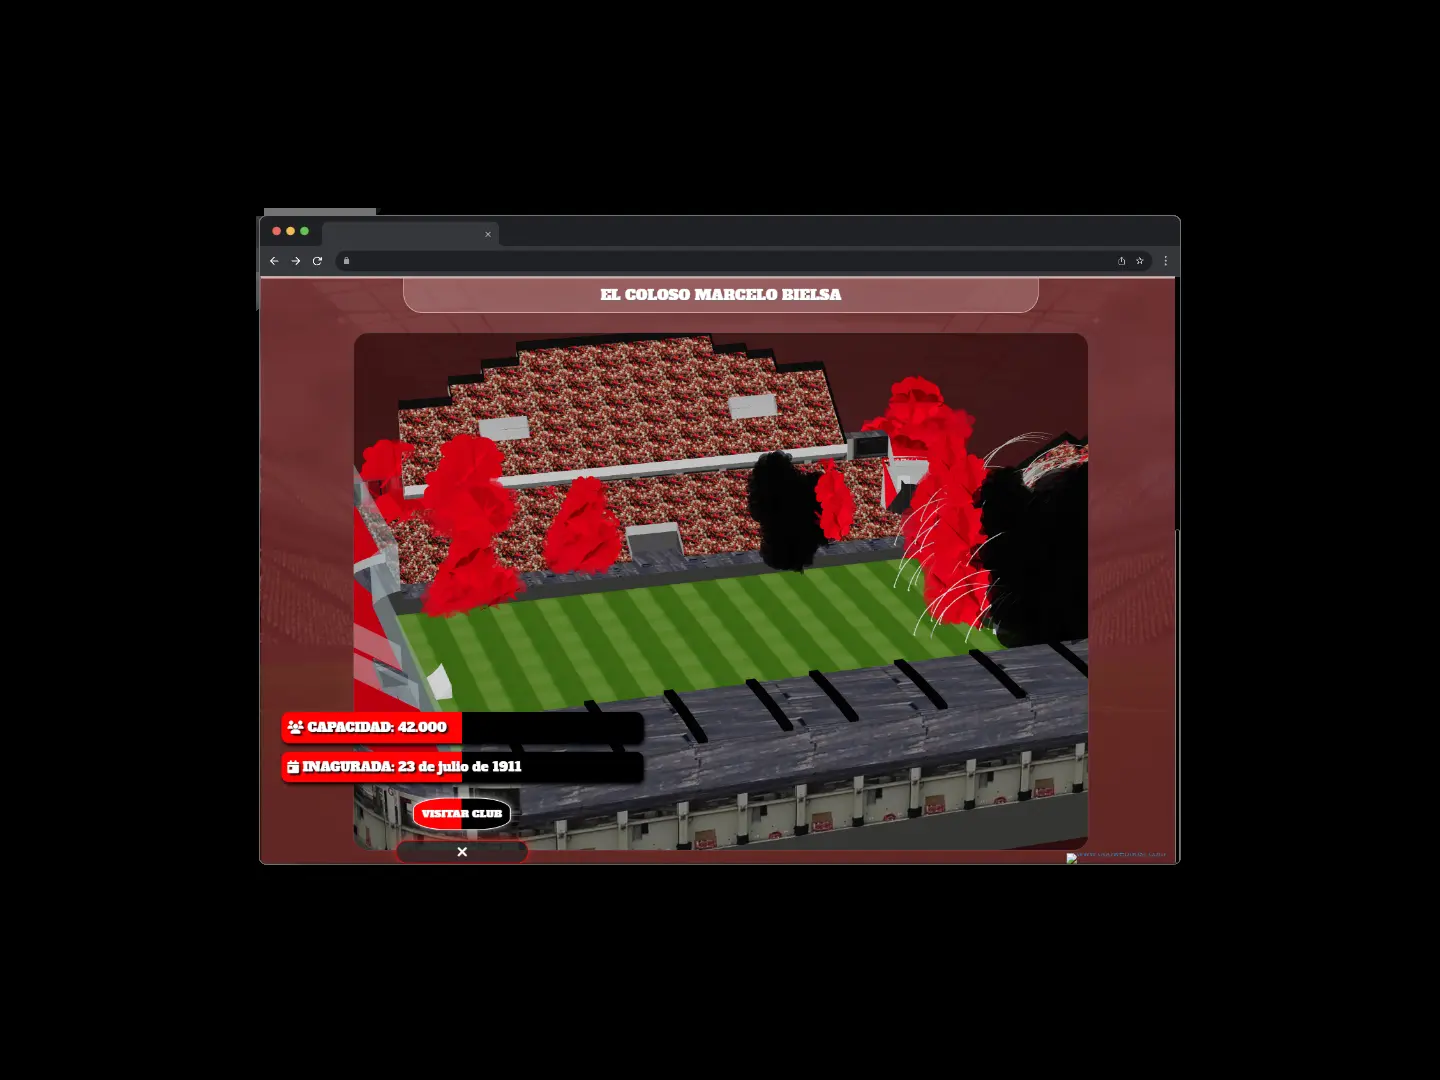 EL COLOSO MARCELO BIELSA
CAPACIDAD: 42.000
INAGURADA: 23 de julio de 1911
VISITAR CLUB